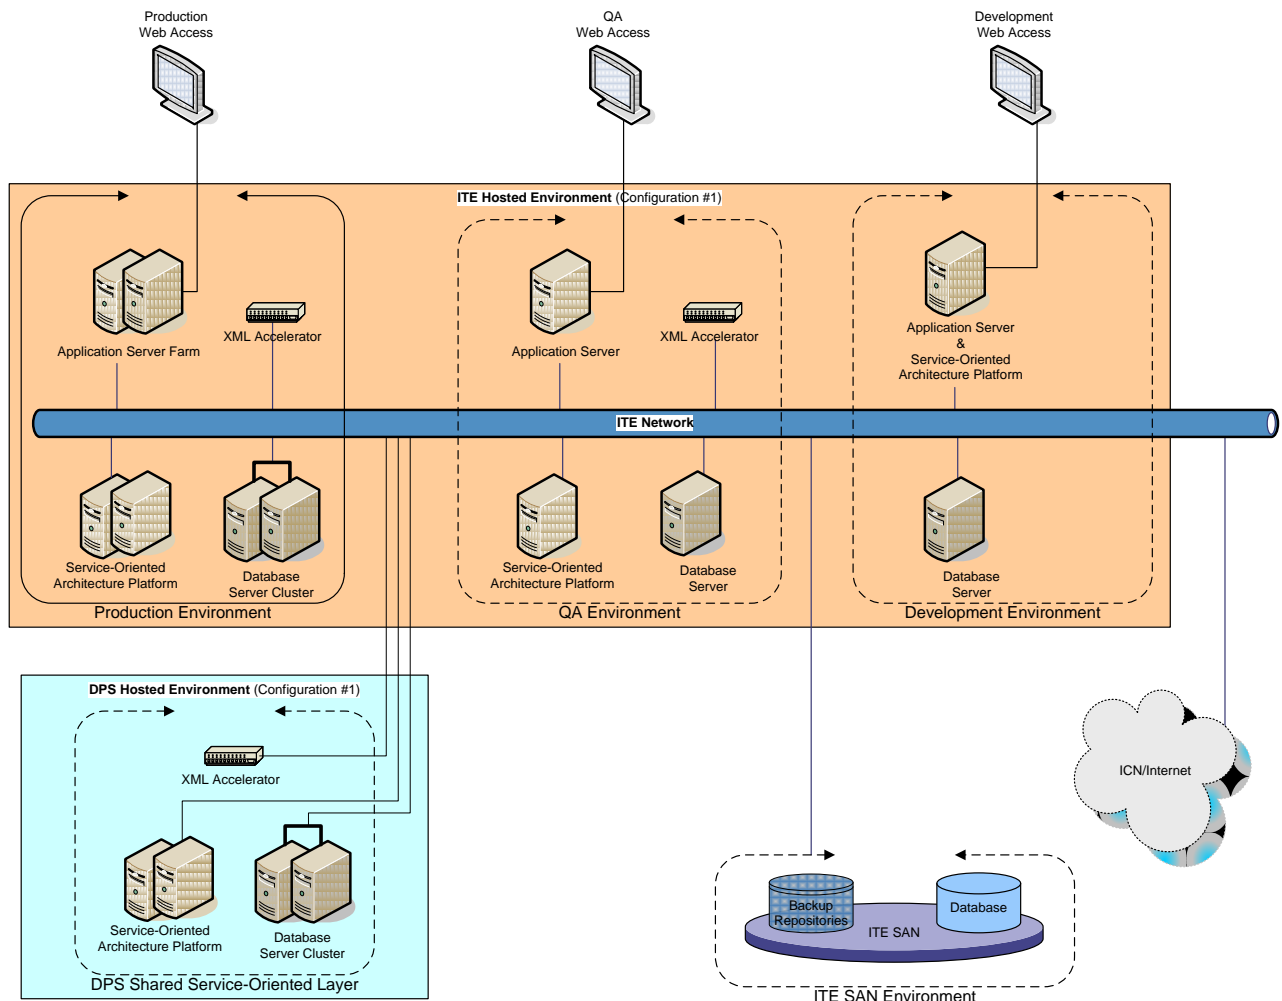 Production
Web Access
QA
Web Access
Development
Web Access
ITE Hosted Environment (Configuration #1)
Application Server Farm
XML Accelerator
Application Server
XML Accelerator
Application Server
&
Service-Oriented
Architecture Platform
ITE Network
Service-Oriented
Architecture Platform
Database
Server Cluster
Production Environment
Service-Oriented
Architecture Platform
Database
Server
QA Environment
Database
Server
Development Environment
DPS Hosted Environment (Configuration #1)
XML Accelerator
Service-Oriented
Architecture Platform
Database
Server Cluster
DPS Shared Service-Oriented Layer
ICN/Internet
Backup
Repositories
Database
ITE SAN
ITE SAN Environment